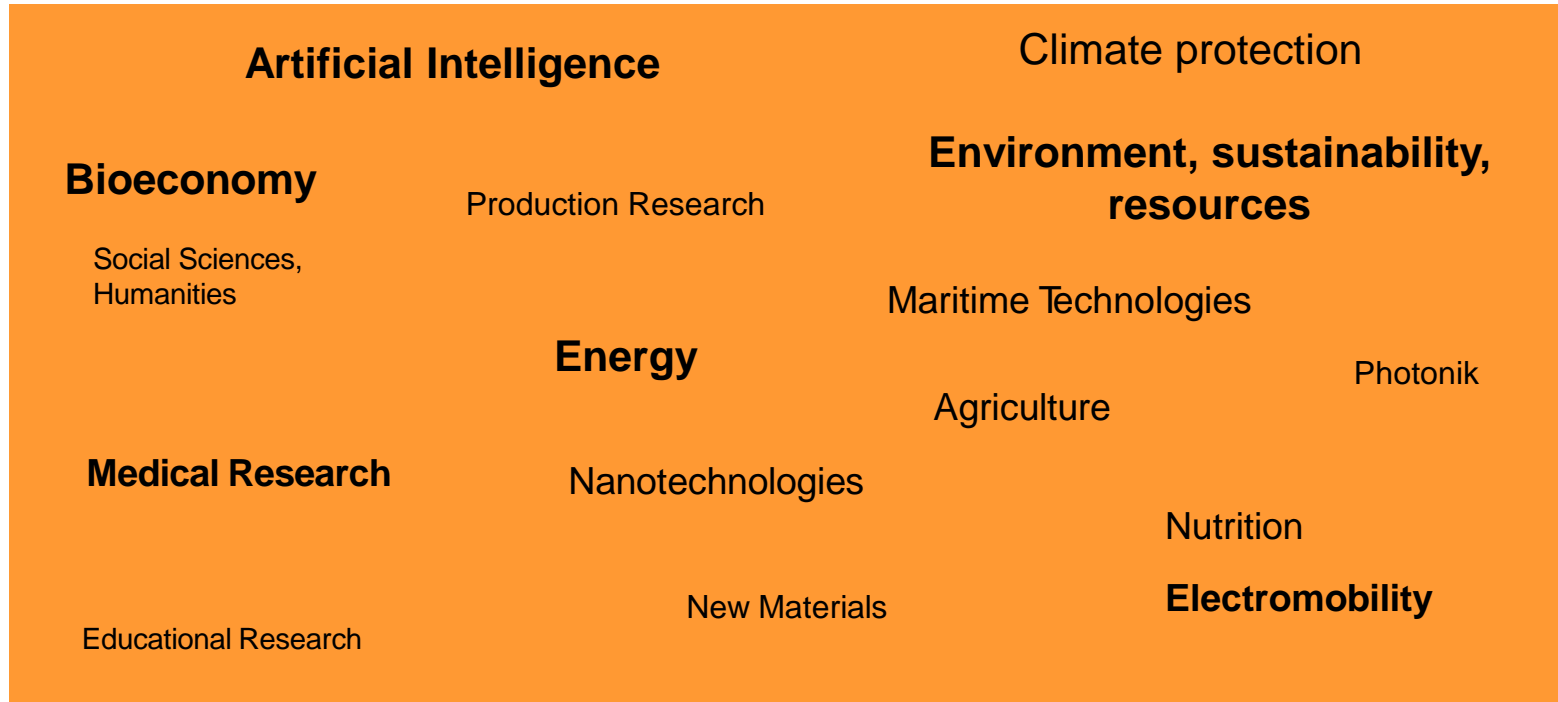 Artificial Intelligence
Climate protection
Environment, sustainability,
resources
Bioeconomy
Production Research
Social Sciences,
Humanities
Maritime Technologies
Energy
Photonik
Agriculture
Medical Research
Nanotechnologies
Nutrition
Electromobility
New Materials
Educational Research